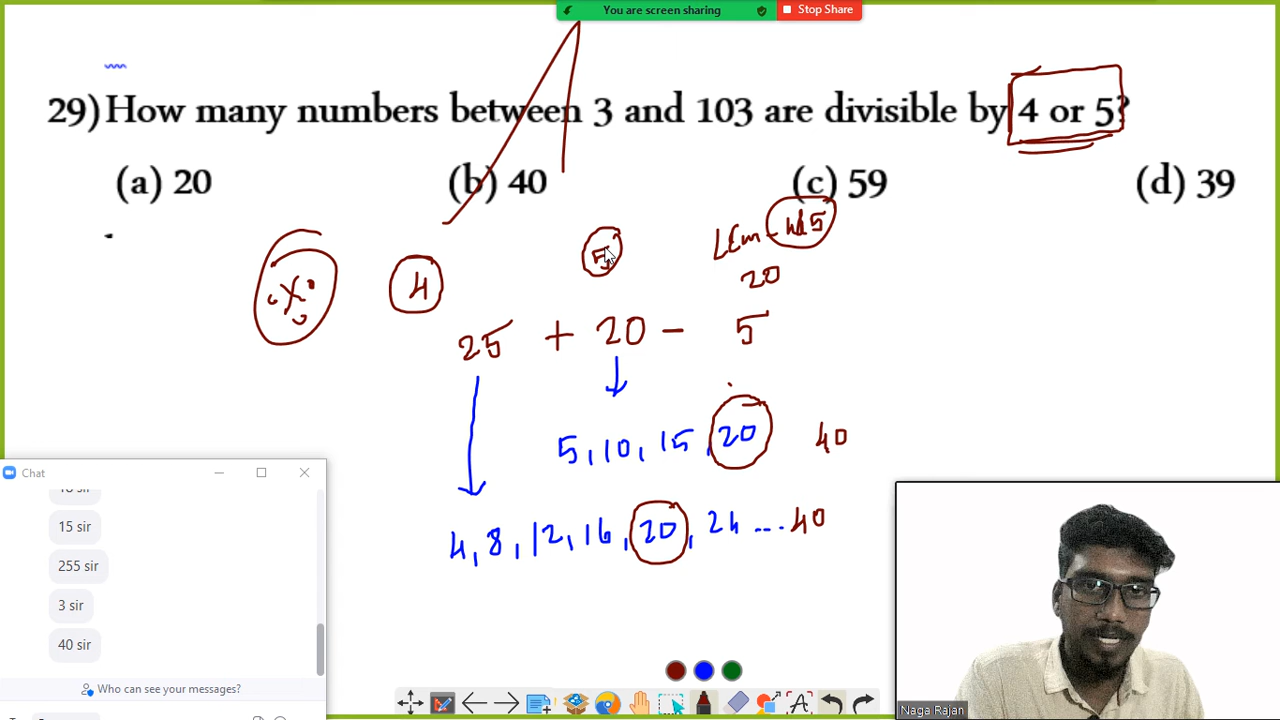 You are screen sharing
Stop Share
29) How many numbers between 3 and 103 are divisible by 4 or 5?
(a) 20 (b) 40 (c) 59 (d) 39
4
5
20
25 + 20 - 5
5, 10, 15, 20 40
4, 8, 12, 16, 20, 24 ... 40
Chat
15 sir
255 sir
3 sir
40 sir
Who can see your messages?
Naga Rajan